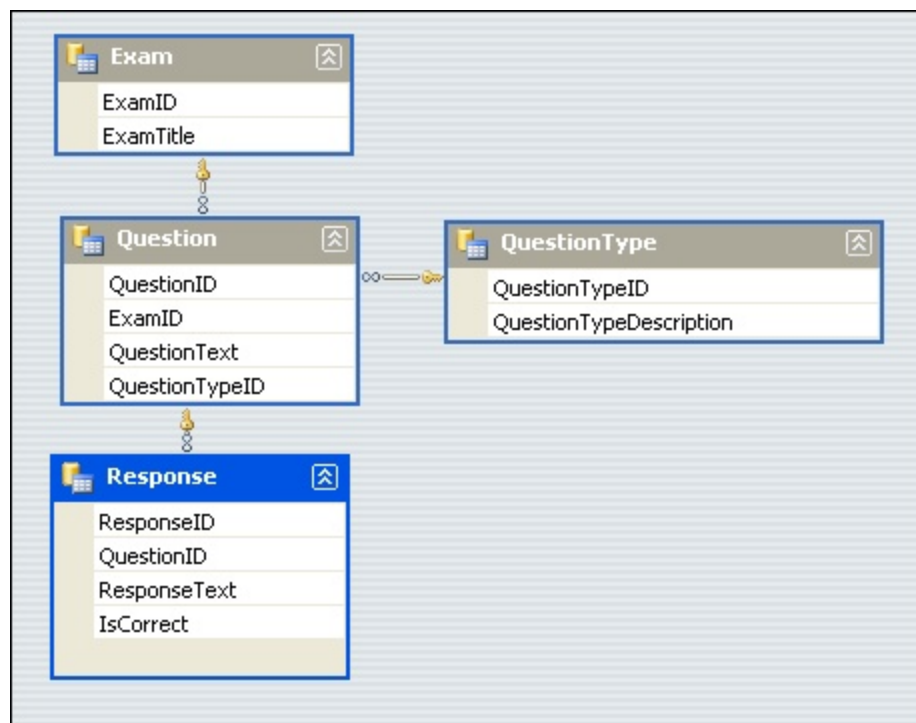 Exam
ExamID
ExamTitle
Question
QuestionID
ExamID
QuestionText
QuestionTypeID
QuestionType
QuestionTypeID
QuestionTypeDescription
Response
ResponseID
QuestionID
ResponseText
IsCorrect